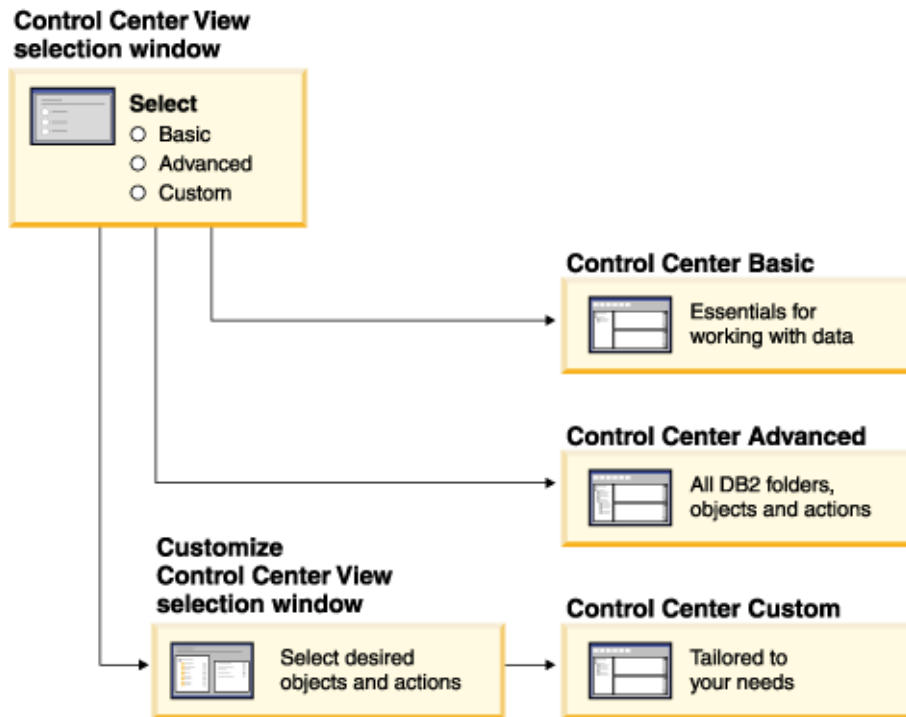 Control Center View
selection window
Select
Basic
Advanced
Custom
Control Center Basic
Essentials for
working with data
Control Center Advanced
All DB2 folders,
objects and actions
Customize
Control Center View
selection window
Select desired
objects and actions
Control Center Custom
Tailored to
your needs